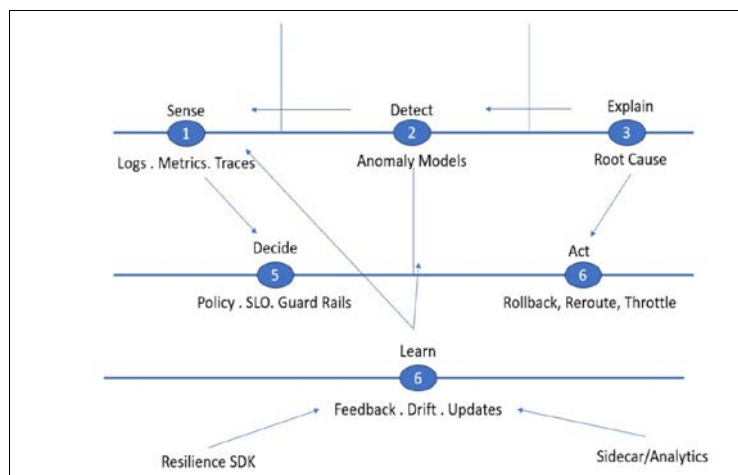 Sense
Detect
Explain
1
2
3
Logs . Metrics. Traces
Anomaly Models
Root Cause
Decide
Act
5
6
Policy . SLO. Guard Rails
Rollback, Reroute, Throttle
Learn
6
Feedback . Drift . Updates
Resilience SDK
Sidecar/Analytics